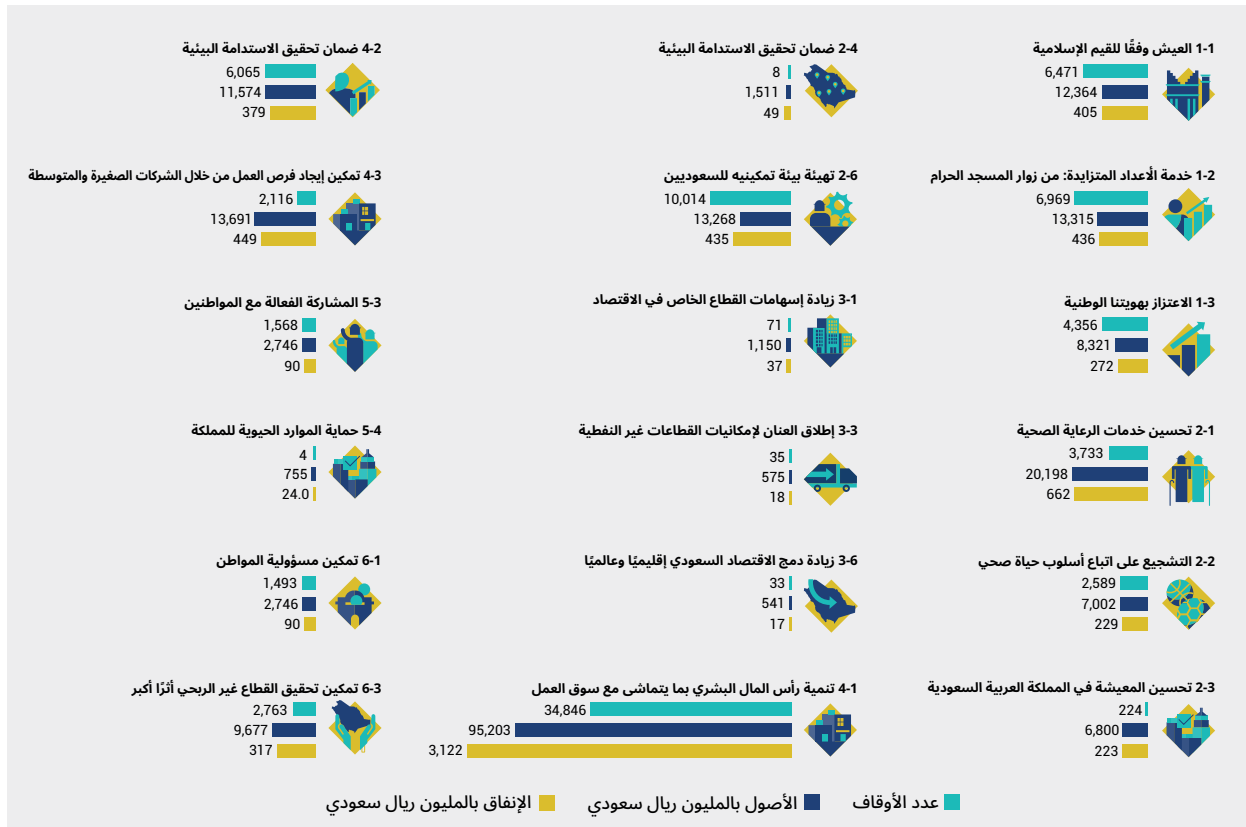 1-1 العيش وفقًا للقيم الإسلامية
6,471
12,364
405
1-2 خدمة الأعداد المتزايدة: من زوار المسجد الحرام
6,969
13,315
436
1-3 الاعتزاز بهويتنا الوطنية
4,356
8,321
272
2-1 تحسين خدمات الرعاية الصحية
3,733
20,198
662
2-2 التشجيع على اتباع أسلوب حياة صحي
2,589
7,002
229
2-3 تحسين المعيشة في المملكة العربية السعودية
224
6,800
223
2-4 ضمان تحقيق الاستدامة البيئية
8
1,511
49
2-6 تهيئة بيئة تمكينيه للسعوديين
10,014
13,268
435
3-1 زيادة إسهامات القطاع الخاص في الاقتصاد
71
1,150
37
3-3 إطلاق العنان لإمكانيات القطاعات غير النفطية
35
575
18
3-6 زيادة دمج الاقتصاد السعودي إقليميًا وعالميًا
33
541
17
4-1 تنمية رأس المال البشري بما يتماشى مع سوق العمل
34,846
95,203
3,122
4-2 ضمان تحقيق الاستدامة البيئية
6,065
11,574
379
4-3 تمكين إيجاد فرص العمل من خلال الشركات الصغيرة والمتوسطة
2,116
13,691
449
5-3 المشاركة الفعالة مع المواطنين
1,568
2,746
90
5-4 حماية الموارد الحيوية للمملكة
4
755
24.0
6-1 تمكين مسؤولية المواطن
1,493
2,746
90
6-3 تمكين تحقيق القطاع غير الربحي أثرًا أكبر
2,763
9,677
317
عدد الأوقاف الأصول بالمليون ريال سعودي الإنفاق بالمليون ريال سعودي